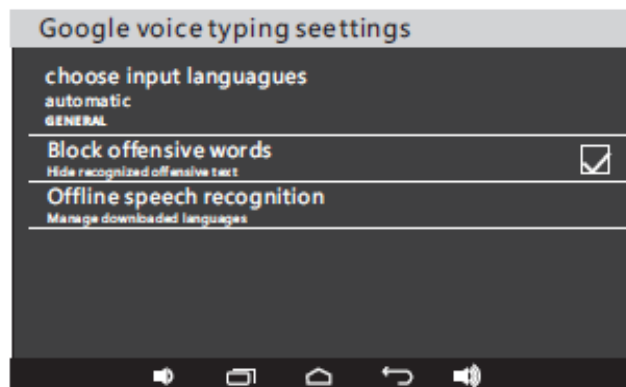 Google voice typing seettings
choose input languagues
automatic
GENERAL
Block offensive words
Hide recognized offensive text
Offline speech recognition
Manage downloaded languages